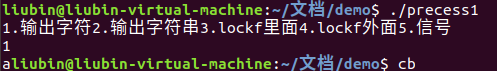 liubin@liubin-virtual-machine:~/文档/demo$ ./precess1
1.输出字符2.输出字符串3.lockf里面4.lockf外面5.信号
1
aliubin@liubin-virtual-machine:~/文档/demo$ cb